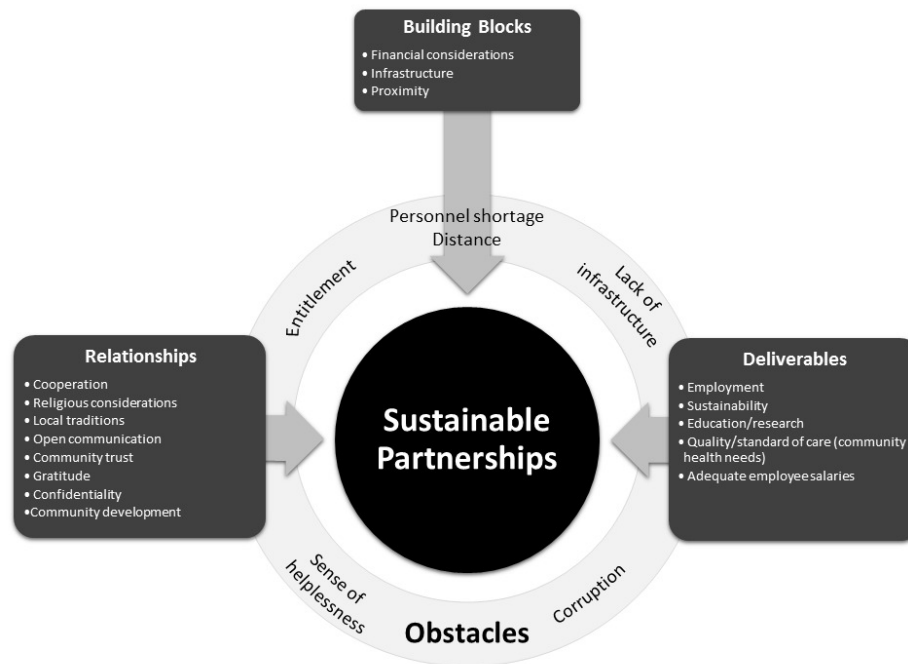 Building Blocks
• Financial considerations
• Infrastructure
• Proximity
Personnel shortage
Distance
Entitlement
Lack of
infrastructure
Relationships
• Cooperation
• Religious considerations
• Local traditions
• Open communication
• Community trust
• Gratitude
• Confidentiality
•Community development
Sustainable
Partnerships
Deliverables
• Employment
• Sustainability
• Education/research
• Quality/standard of care (community
health needs)
• Adequate employee salaries
Sense of
helplessness
Corruption
Obstacles